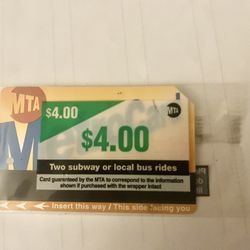 MTA
$4.00
MTA
$4.00
Two subway or local bus rides
Card guaranteed by the MTA to correspond to the information
shown if purchased with the wrapper intact
Insert this way / This side facing you